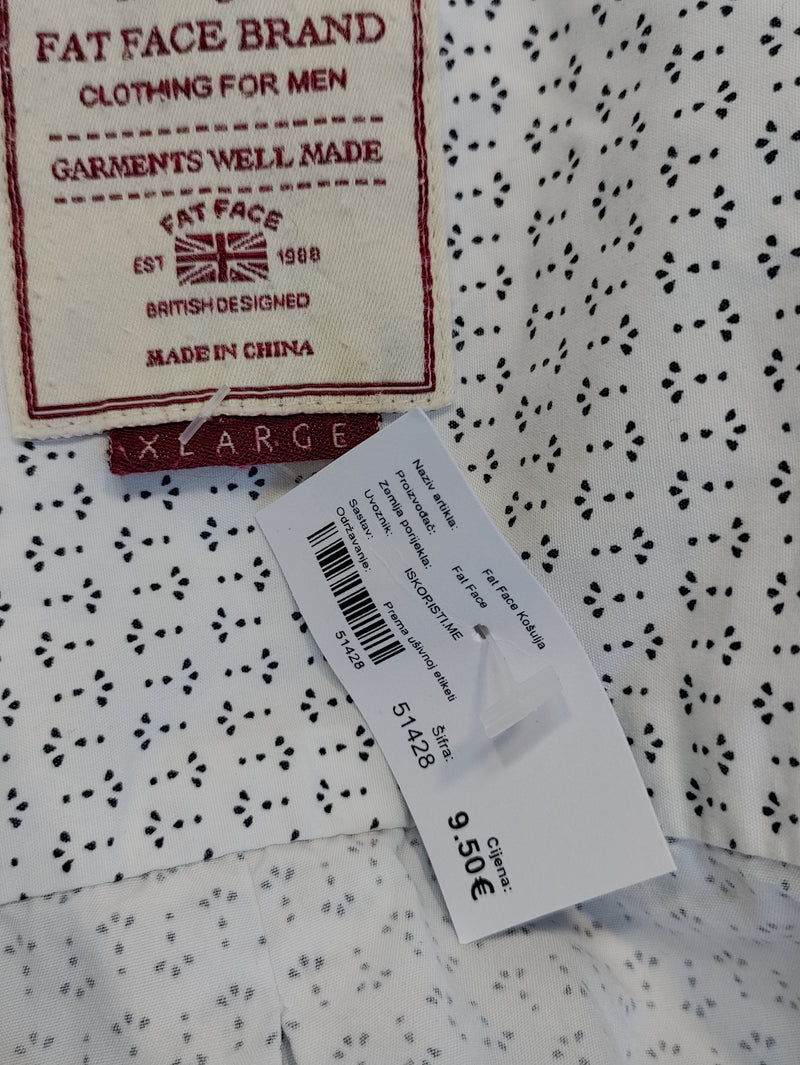 FAT FACE BRAND
CLOTHING FOR MEN
GARMENTS WELL MADE
FAT FACE
EST 1988
BRITISH DESIGNED
MADE IN CHINA
XLARGE
Naziv artikla: Fat Face Košulja
Proizvođač: Fat Face
Zemlja porijekla:
Uvoznik: ISKORISTI.ME
Sastav:
Održavanje: Prema ušivnoj etiketi
51428
Šifra:
51428
Cijena:
9.50€